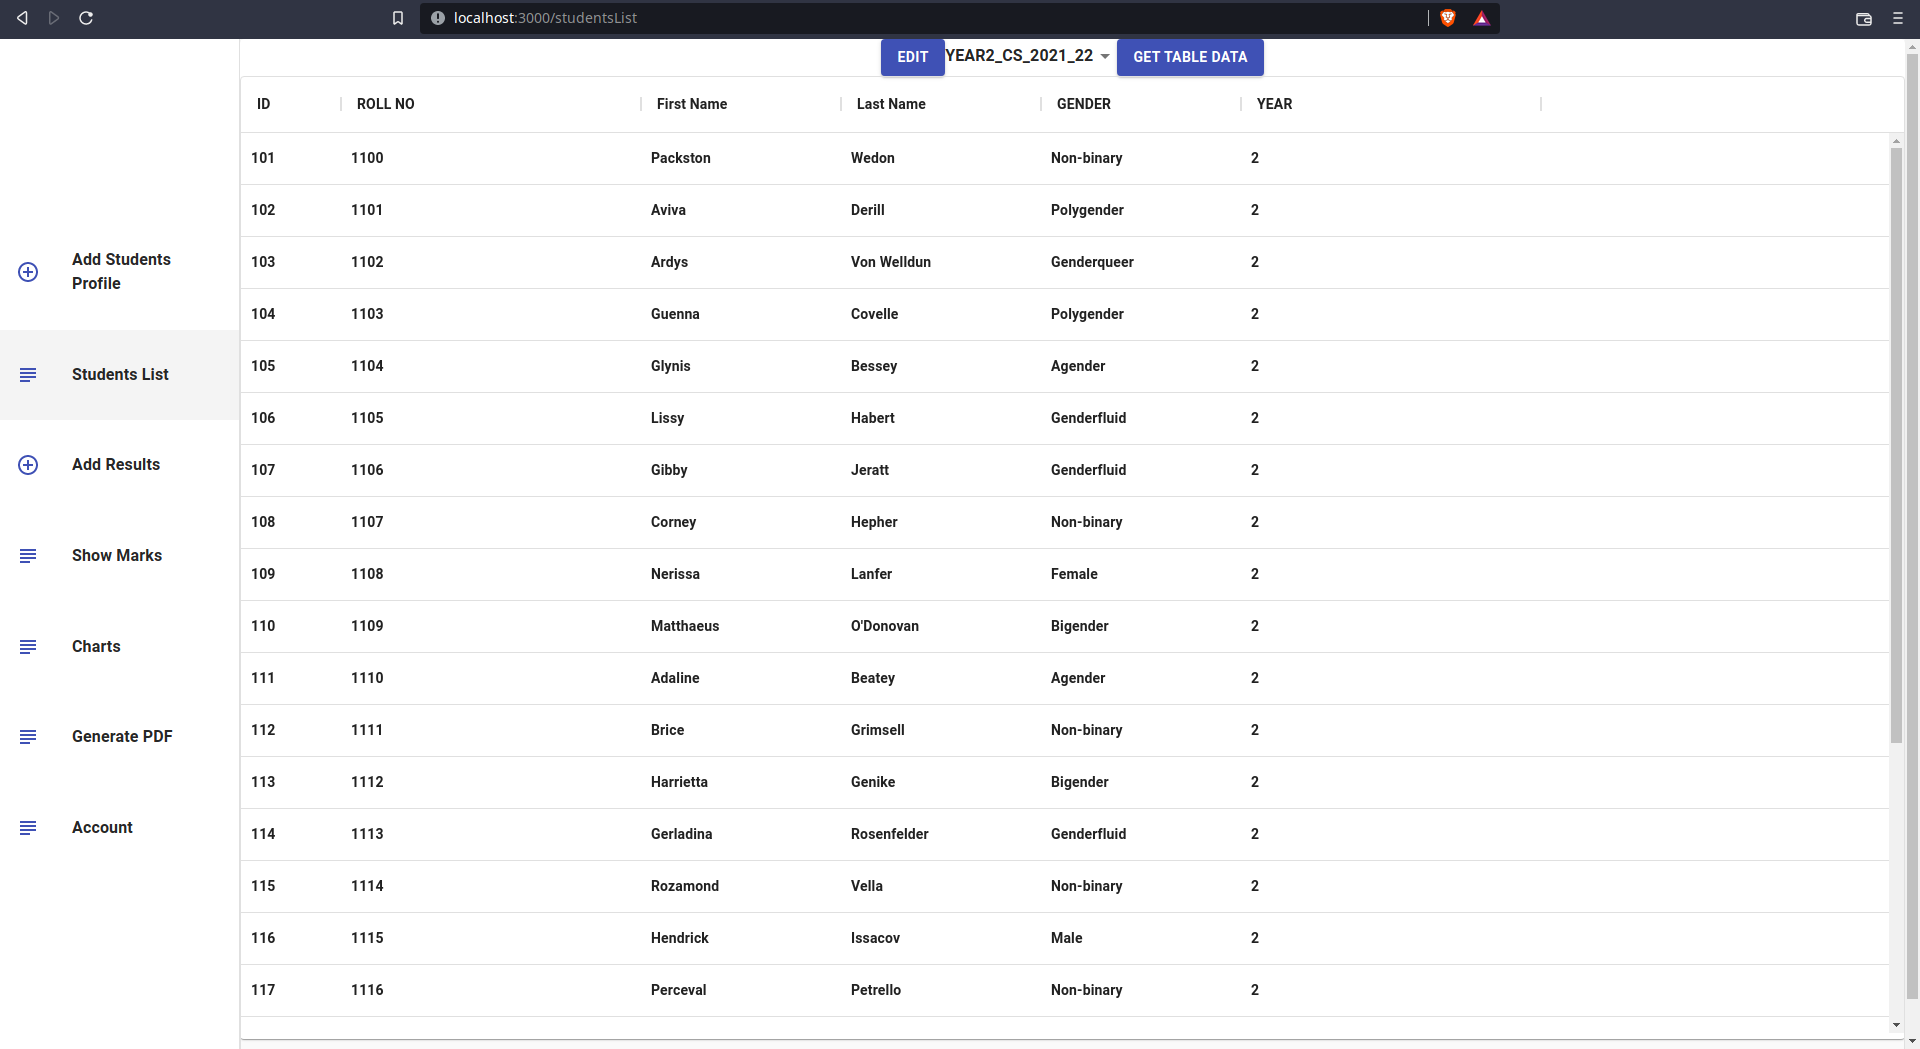 localhost:3000/studentsList
EDIT YEAR2_CS_2021_22 GET TABLE DATA
ID ROLL NO First Name Last Name GENDER YEAR
101 1100 Packston Wedon Non-binary 2
102 1101 Aviva Derill Polygender 2
103 1102 Ardys Von Welldun Genderqueer 2
104 1103 Guenna Covelle Polygender 2
105 1104 Glynis Bessey Agender 2
106 1105 Lissy Habert Genderfluid 2
107 1106 Gibby Jeratt Genderfluid 2
108 1107 Corney Hepher Non-binary 2
109 1108 Nerissa Lanfer Female 2
110 1109 Matthaeus O'Donovan Bigender 2
111 1110 Adaline Beatey Agender 2
112 1111 Brice Grimsell Non-binary 2
113 1112 Harrietta Genike Bigender 2
114 1113 Gerladina Rosenfelder Genderfluid 2
115 1114 Rozamond Vella Non-binary 2
116 1115 Hendrick Issacov Male 2
117 1116 Perceval Petrello Non-binary 2
Add Students
Profile
Students List
Add Results
Show Marks
Charts
Generate PDF
Account